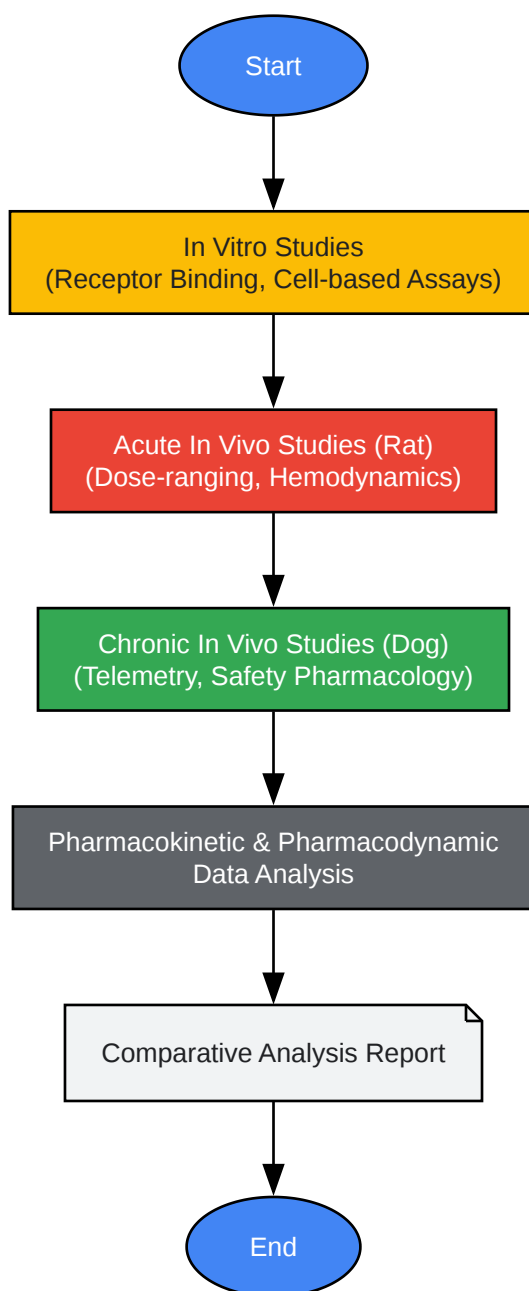 Start
In Vitro Studies
(Receptor Binding, Cell-based Assays)
Acute In Vivo Studies (Rat)
(Dose-ranging, Hemodynamics)
Chronic In Vivo Studies (Dog)
(Telemetry, Safety Pharmacology)
Pharmacokinetic & Pharmacodynamic
Data Analysis
Comparative Analysis Report
End